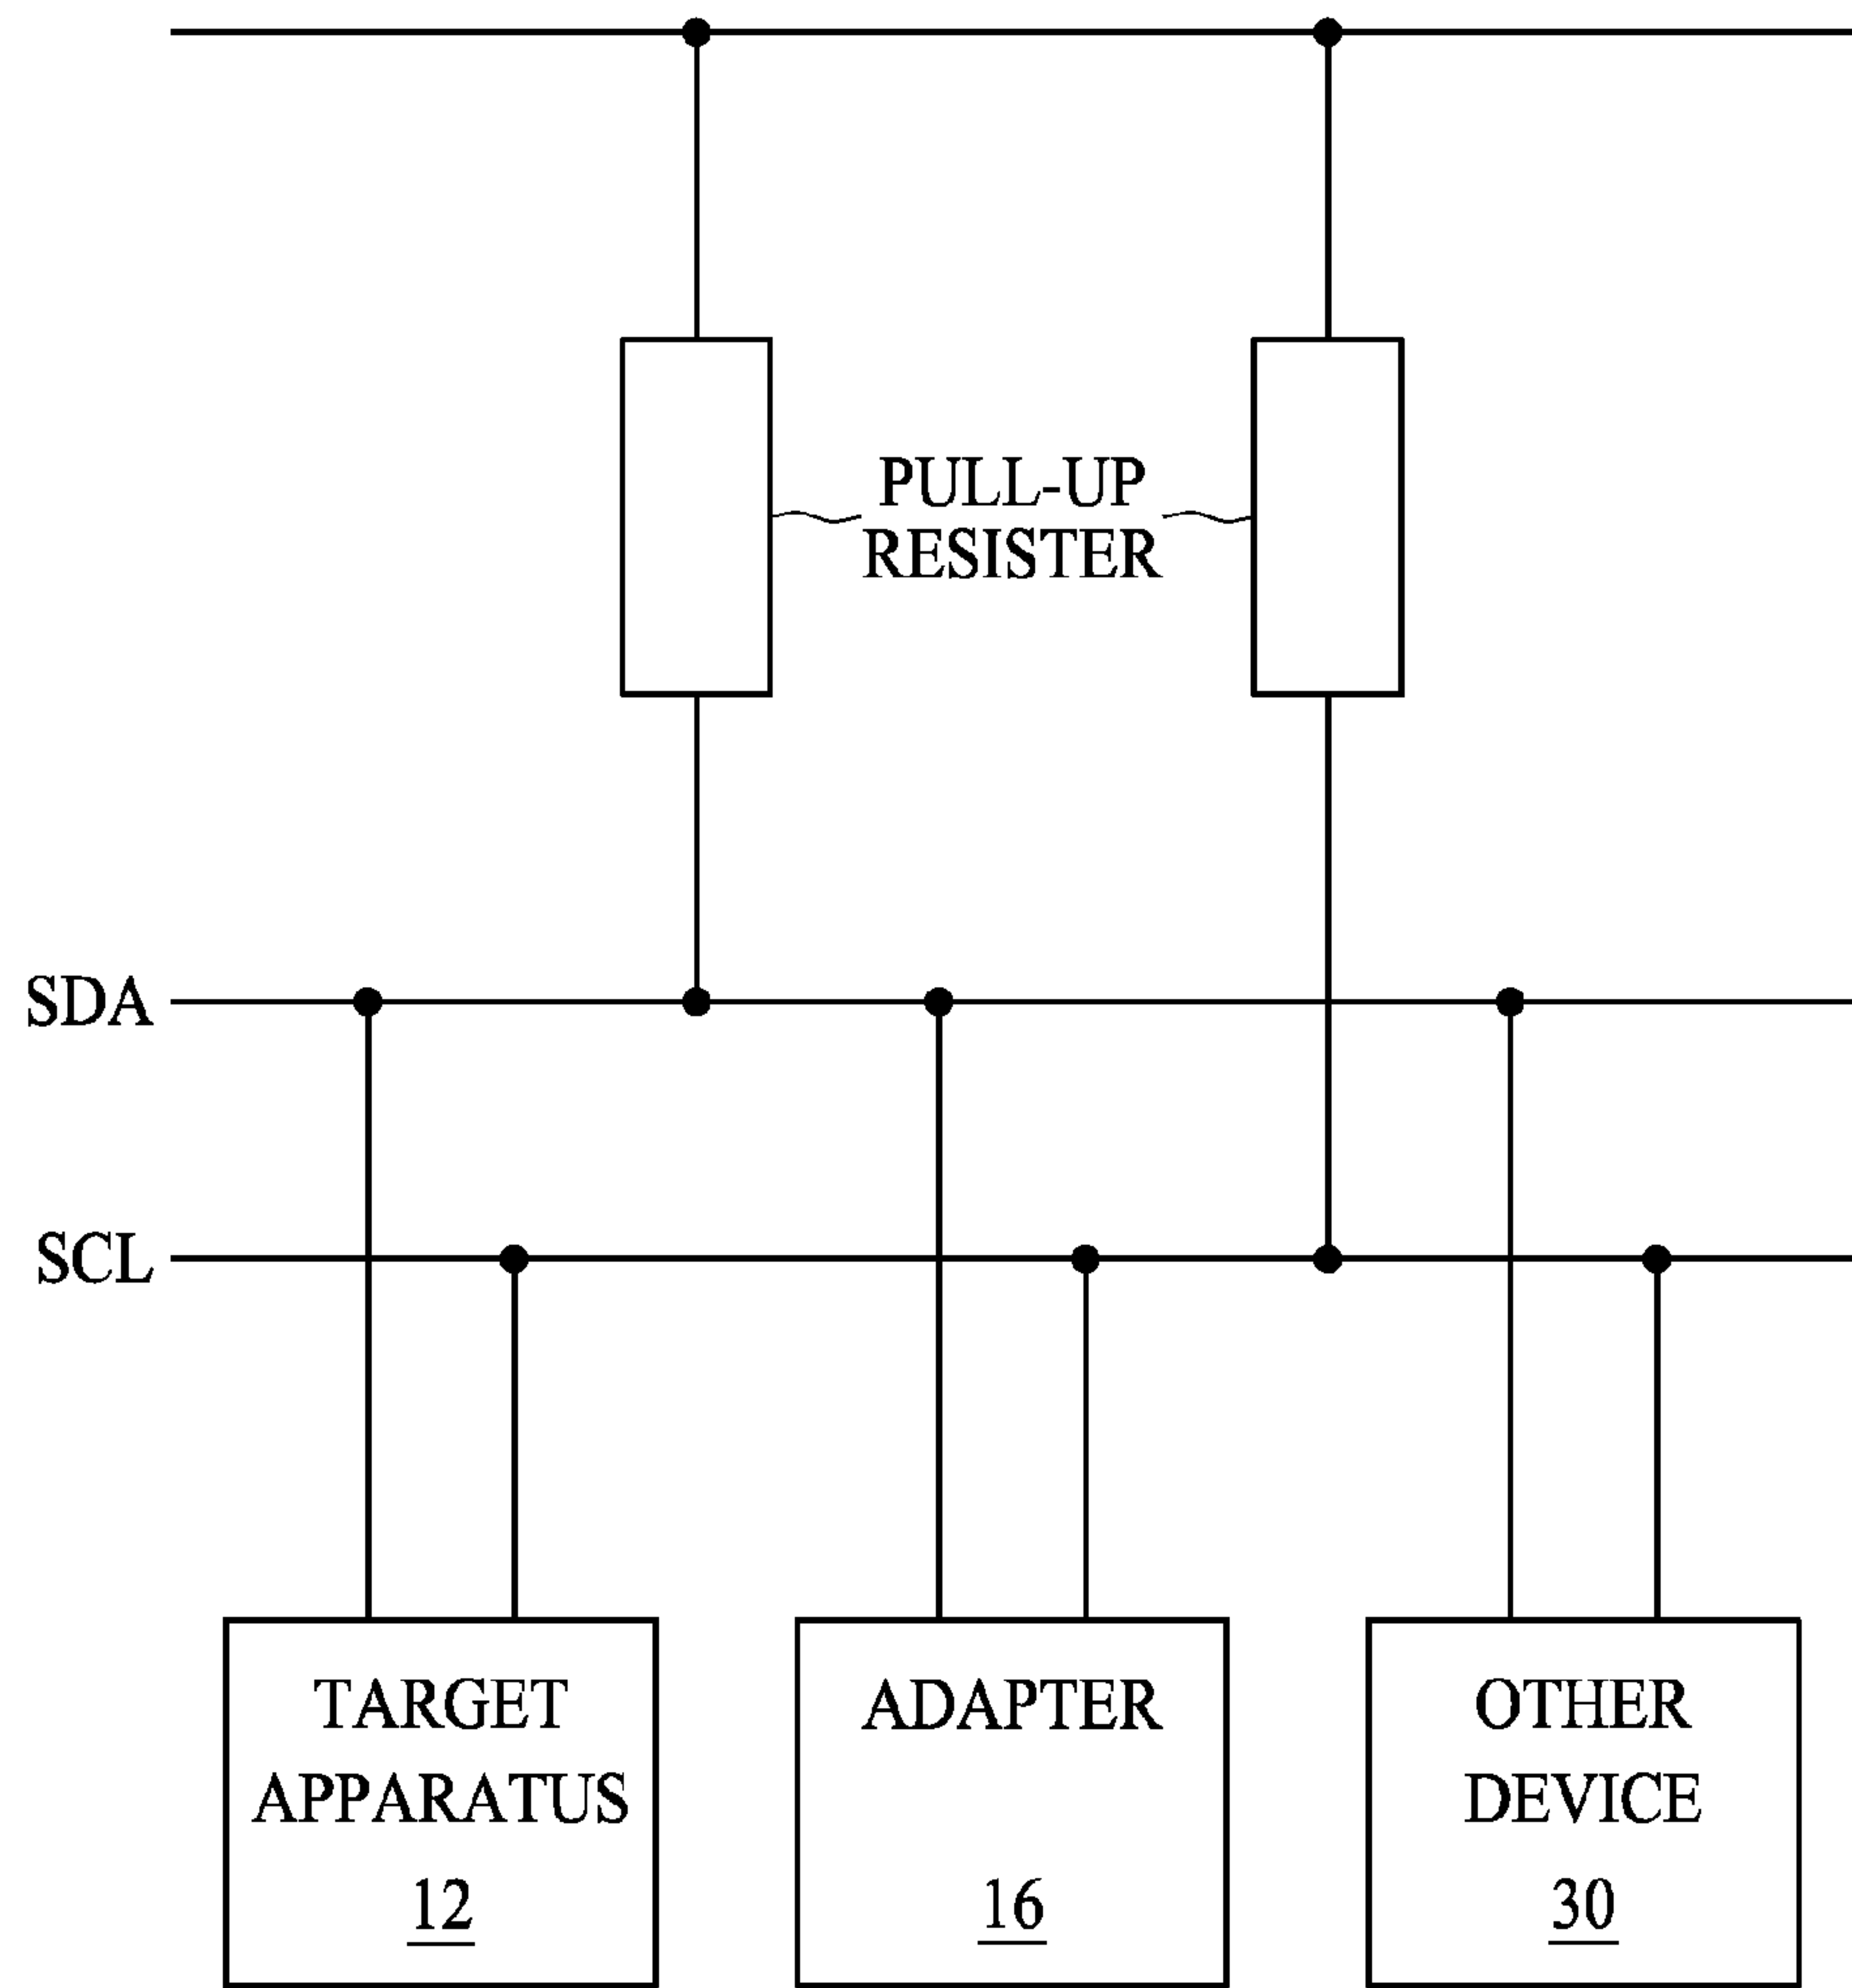 PULL-UP
RESISTER
SDA
SCL
TARGET
APPARATUS
12
ADAPTER
16
OTHER
DEVICE
30